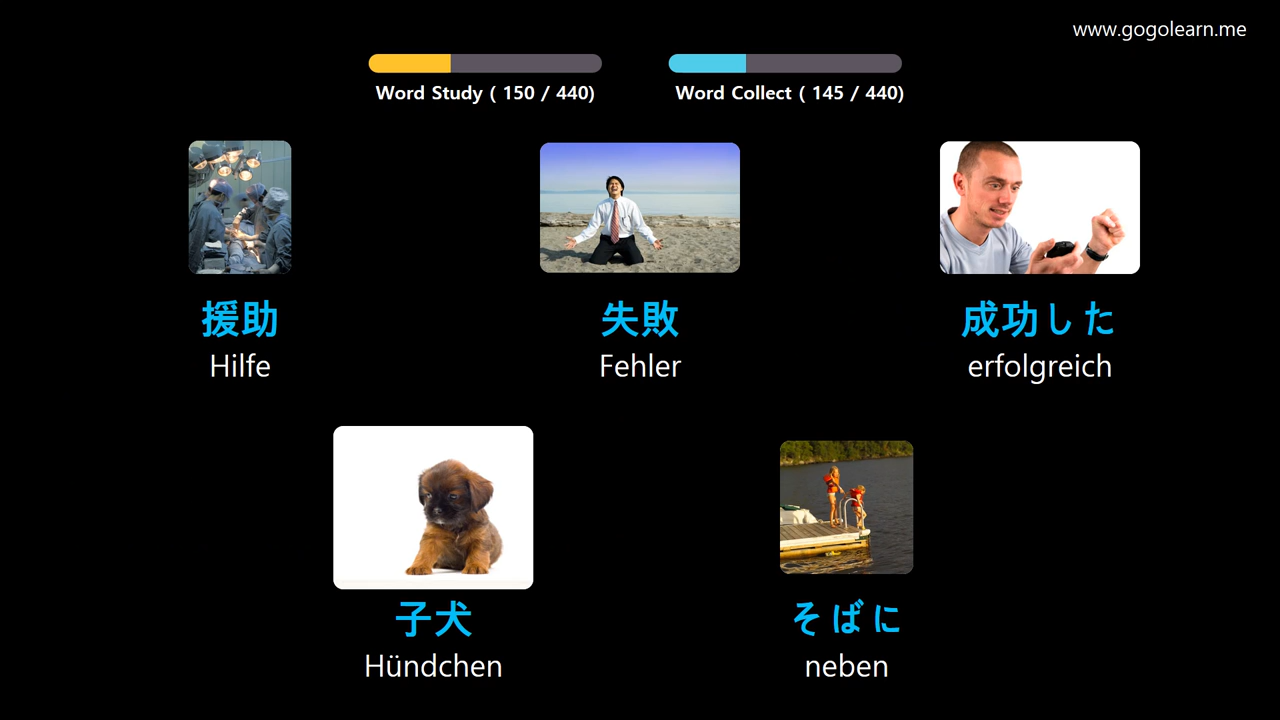 www.gogolearn.me
Word Study ( 150 / 440)
Word Collect ( 145 / 440)
援助
Hilfe
失敗
Fehler
成功した
erfolgreich
子犬
Hündchen
そばに
neben